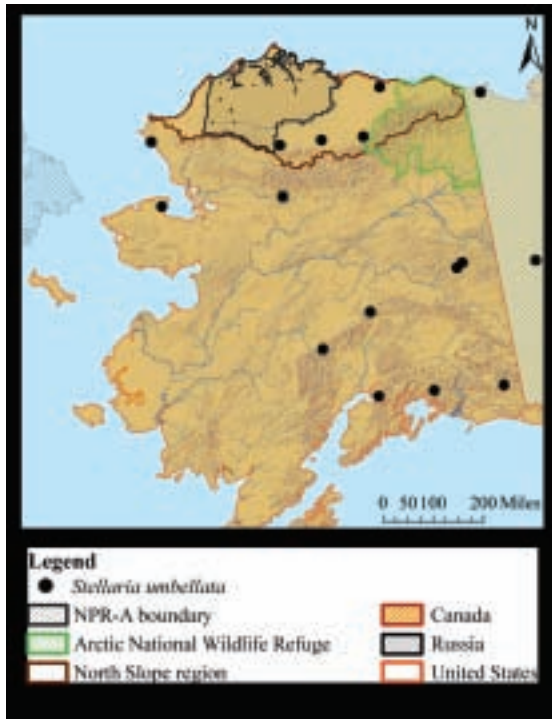 N
0 50 100 200 Miles
Legend
Stellaria umbellata
NPR-A boundary
Canada
Arctic National Wildlife Refuge
Russia
North Slope region
United States